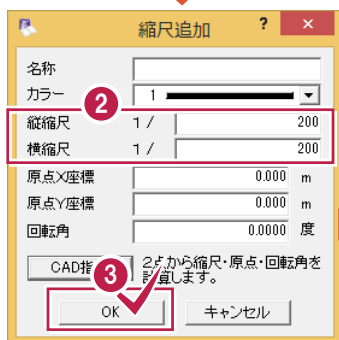 縮尺追加 ? ×
名称
カラー 1
2
縦縮尺 1 / 200
横縮尺 1 / 200
原点X座標 0.000 m
原点Y座標 0.000 m
回転角 0.0000 度
CAD指 2点から縮尺・原点・回転角を
計算します。
3
OK キャンセル